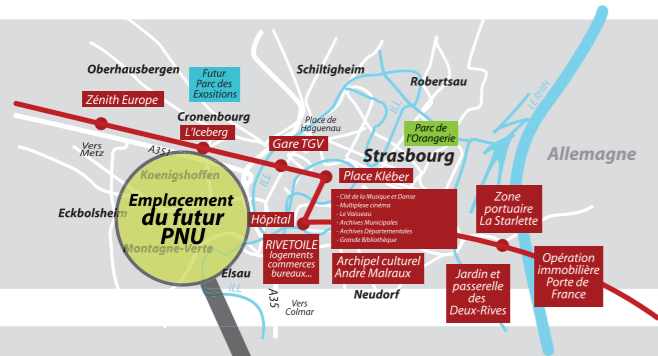 Oberhausbergen
Futur
Parc des
Exositions
Schiltigheim
Robertsau
LE RHIN
Zénith Europe
Cronenbourg
L'Iceberg
Place de
Haguenau
ILL
Parc de
l'Orangerie
Vers
Metz
A351
Gare TGV
Strasbourg
Allemagne
Koenigshoffen
Place Kléber
Emplacement
du futur
PNU
- Cité de la Musique et Danse
- Multiplexe cinéma
- Le Vaisseau
- Archives Municipales
- Archives Départementales
- Grande Bibliothèque
Zone
portuaire
La Starlette
Eckbolsheim
Hôpital
ILL
Montagne-Verte
RIVETOILE
logements
commerces
bureaux...
Archipel culturel
André Malraux
Opération
immobilière
Porte de
France
Elsau
Jardin et
passerelle
des
Deux-Rives
ILL
A35
Vers
Colmar
Neudorf